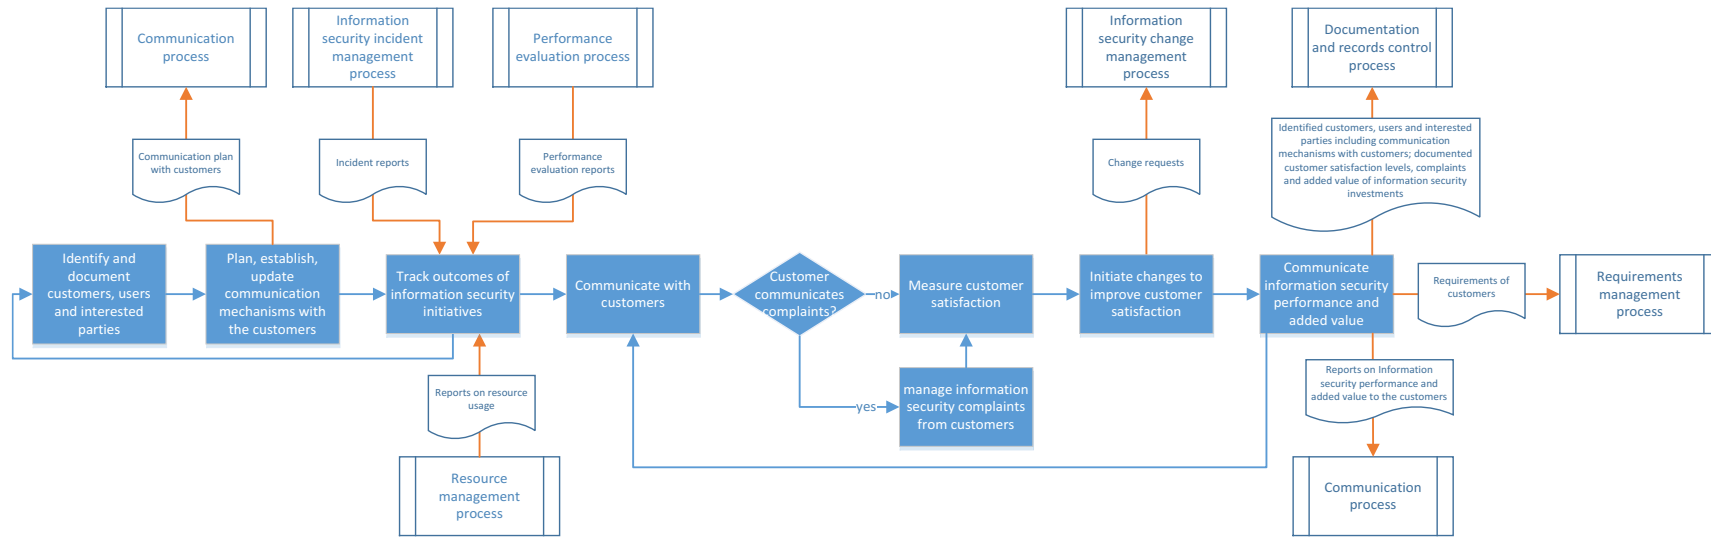 Communication
process
Information
security incident
management
process
Performance
evaluation process
Information
security change
management
process
Documentation
and records control
process
Communication plan
with customers
Incident reports
Performance
evaluation reports
Change requests
Identified customers, users and interested
parties including communication
mechanisms with customers; documented
customer satisfaction levels, complaints
and added value of information security
investments
Identify and
document
customers, users
and interested
parties
Plan, establish,
update
communication
mechanisms with
the customers
Track outcomes of
information security
initiatives
Communicate with
customers
Customer
communicates
complaints?
no
Measure customer
satisfaction
Initiate changes to
improve customer
satisfaction
Communicate
information security
performance and
added value
Requirements of
customers
Requirements
management
process
Reports on resource
usage
yes
manage information
security complaints
from customers
Reports on Information
security performance and
added value to the customers
Resource
management
process
Communication
process